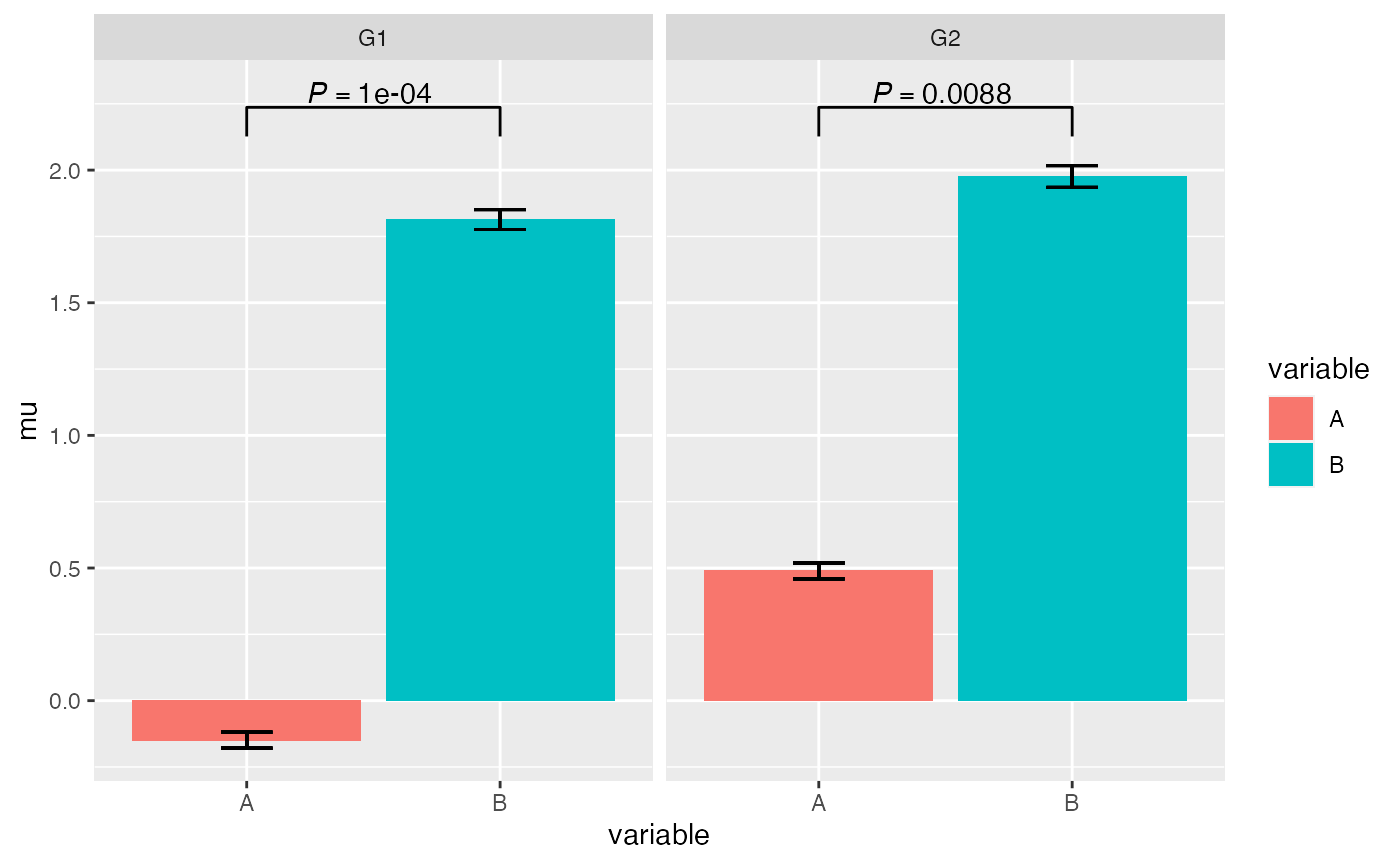 G1
G2
P = 1e-04
P = 0.0088
mu
2.0
1.5
1.0
0.5
0.0
A
B
A
B
variable
variable
A
B